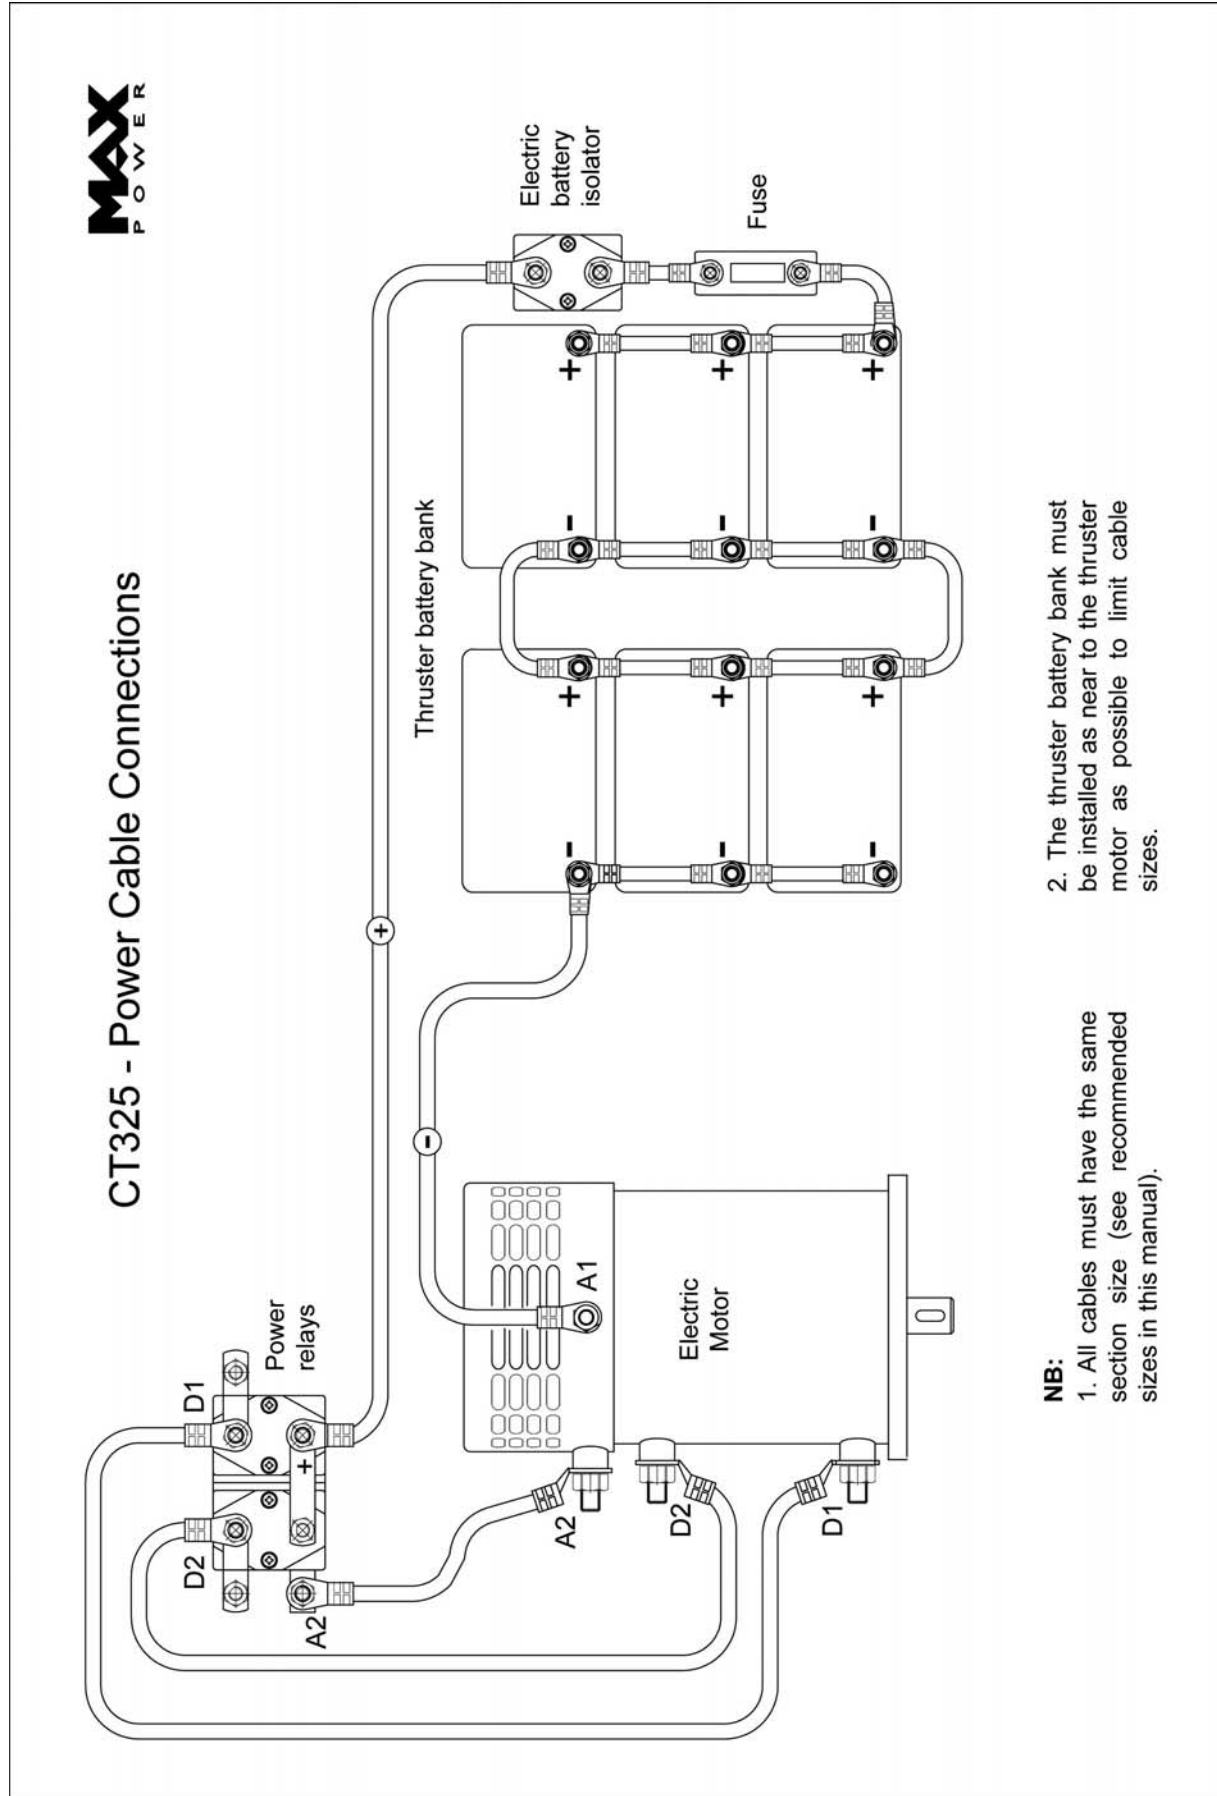 MAX
POWER
CT325 - Power Cable Connections
D1
D2
A2
+
Power
relays
+
-
Thruster battery bank
Electric
battery
isolator
Fuse
- + - +
- + - +
- + - +
A1
Electric
Motor
A2
D2
D1
NB:
1. All cables must have the same
section size (see recommended
sizes in this manual).
2. The thruster battery bank must
be installed as near to the thruster
motor as possible to limit cable
sizes.